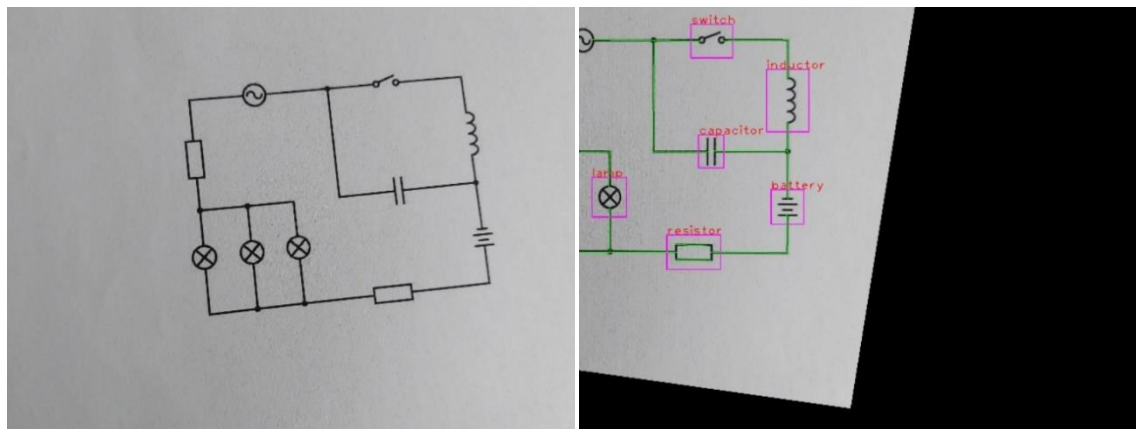 switch
inductor
capacitor
lamp
battery
resistor